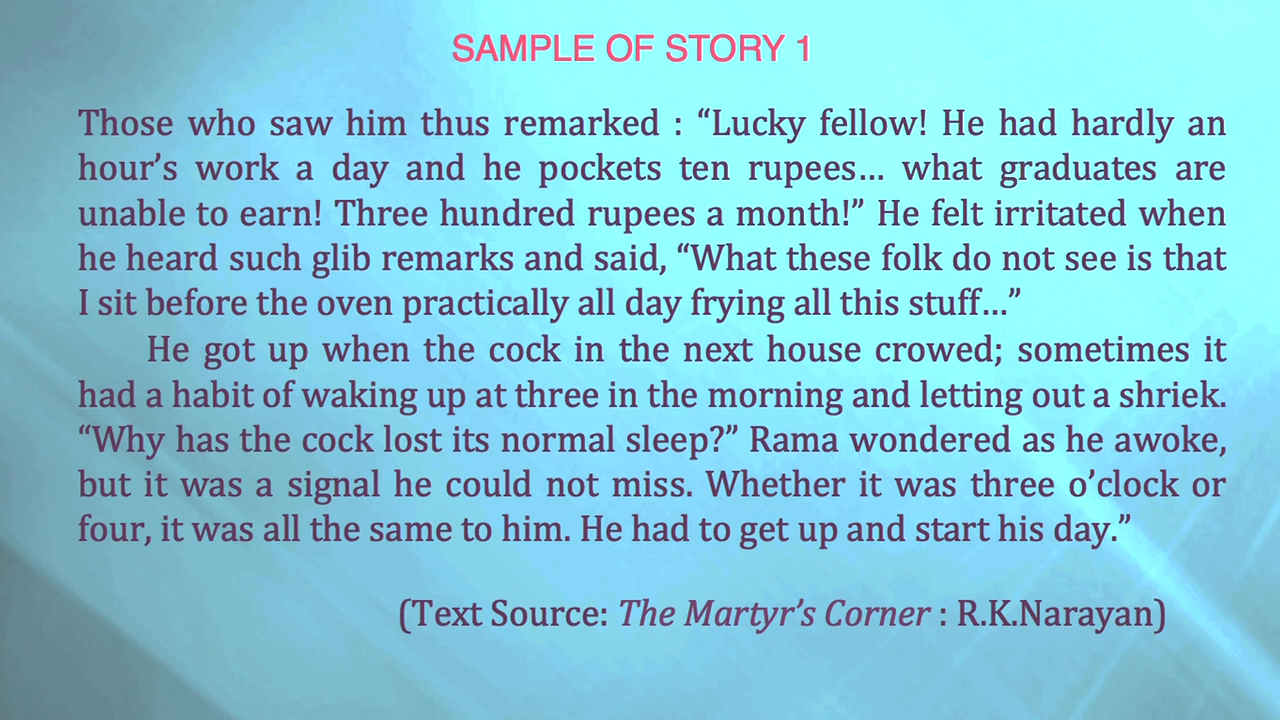 SAMPLE OF STORY 1
Those who saw him thus remarked : “Lucky fellow! He had hardly an
hour’s work a day and he pockets ten rupees... what graduates are
unable to earn! Three hundred rupees a month!” He felt irritated when
he heard such glib remarks and said, “What these folk do not see is that
I sit before the oven practically all day frying all this stuff...”
He got up when the cock in the next house crowed; sometimes it
had a habit of waking up at three in the morning and letting out a shriek.
“Why has the cock lost its normal sleep?” Rama wondered as he awoke,
but it was a signal he could not miss. Whether it was three o’clock or
four, it was all the same to him. He had to get up and start his day.”
(Text Source: The Martyr’s Corner : R.K.Narayan)